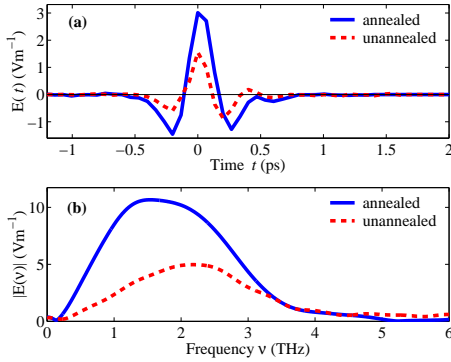 (a)
annealed
unannealed
E(t) (Vm⁻¹)
3
2
1
0
−1
−1 −0.5 0 0.5 1 1.5 2
Time t (ps)
(b)
annealed
unannealed
|E(ν)| (Vm⁻¹)
10
5
0
0 1 2 3 4 5 6
Frequency ν (THz)